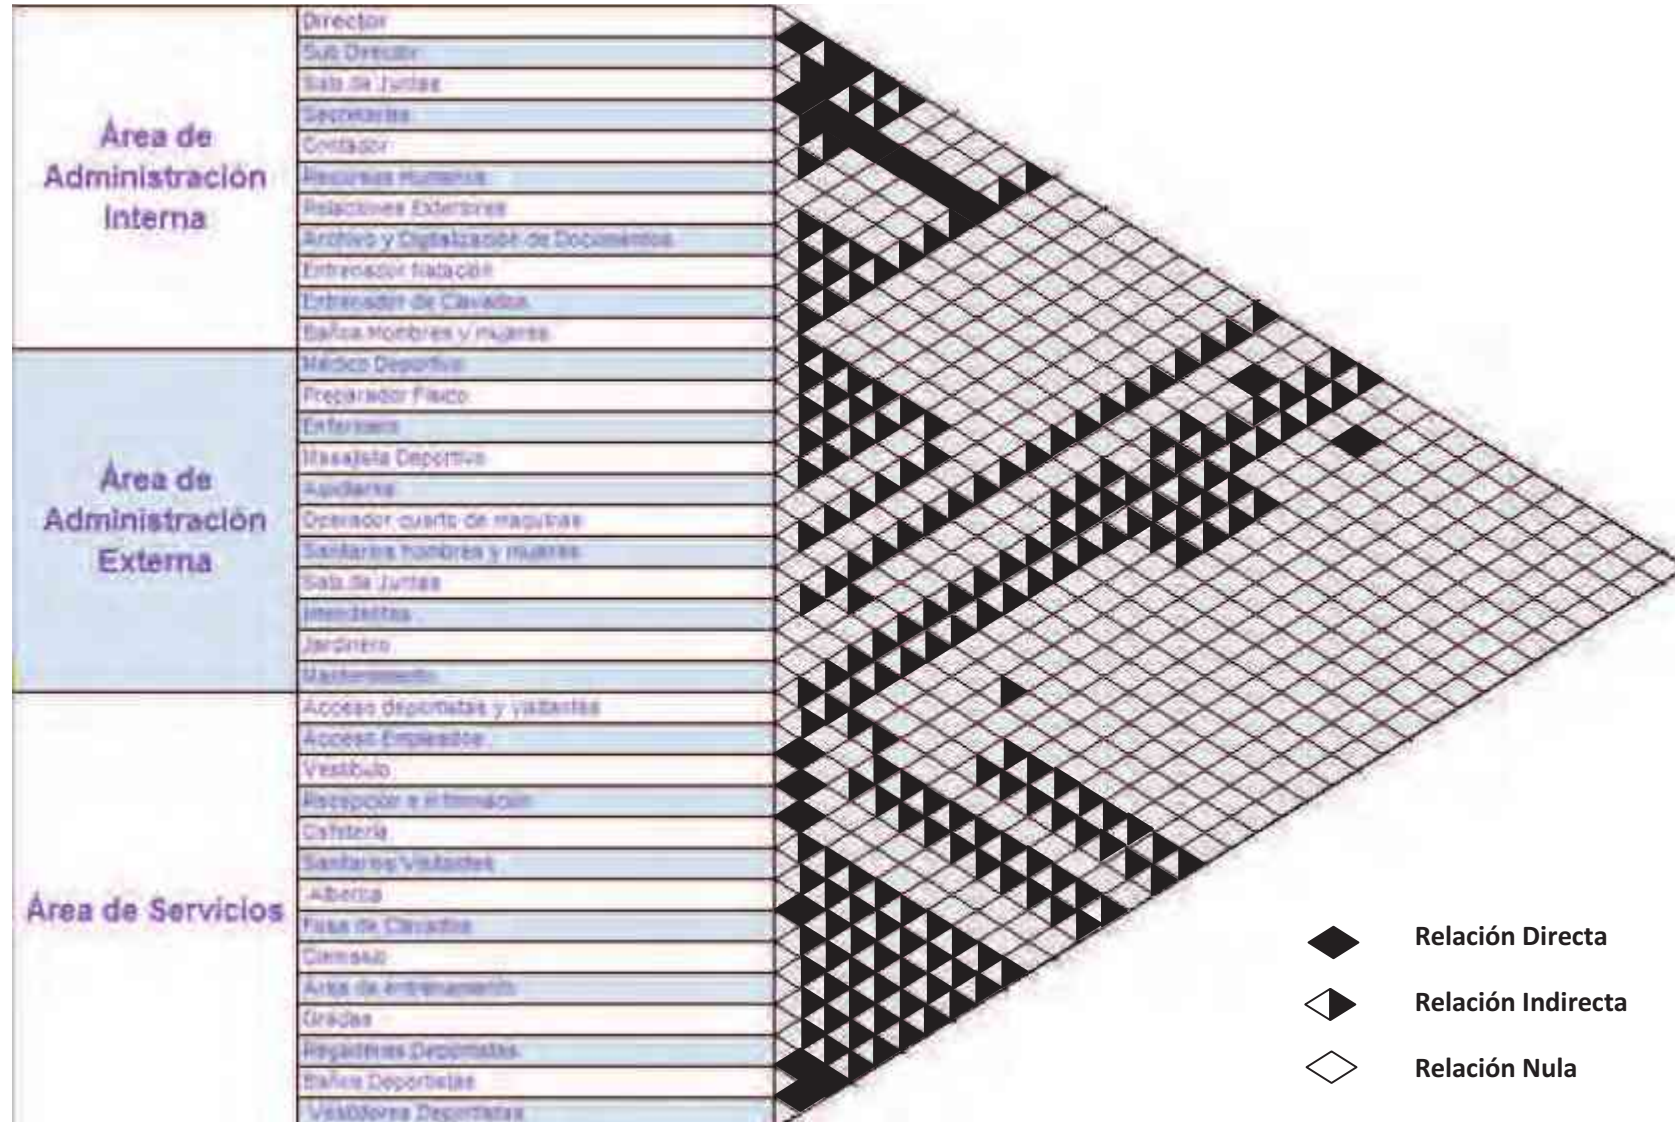 Área de
Administración
Interna
Director
Sub Director
Sala de Juntas
Secretarias
Contador
Recursos Humanos
Relaciones Exteriores
Archivo y Digitalización de Documentos
Entrenador Natación
Entrenador de Clavados
Baños Hombres y mujeres
Área de
Administración
Externa
Médico Deportivo
Preparador Físico
Enfermera
Masajista Deportivo
Operador cuarto de maquinas
Sanitarios hombres y mujeres
Sala de Juntas
Intendentes
Jardinero
Mantenimiento
Área de Servicios
Acceso deportistas y visitantes
Acceso Empleados
Vestíbulo
Recepción e información
Cafetería
Sanitarios Visitantes
Alberca
Fosa de Clavados
Gimnasio
Área de entrenamiento
Gradas
Regaderas Deportistas
Baños Deportistas
Vestidores Deportistas
Relación Directa
Relación Indirecta
Relación Nula